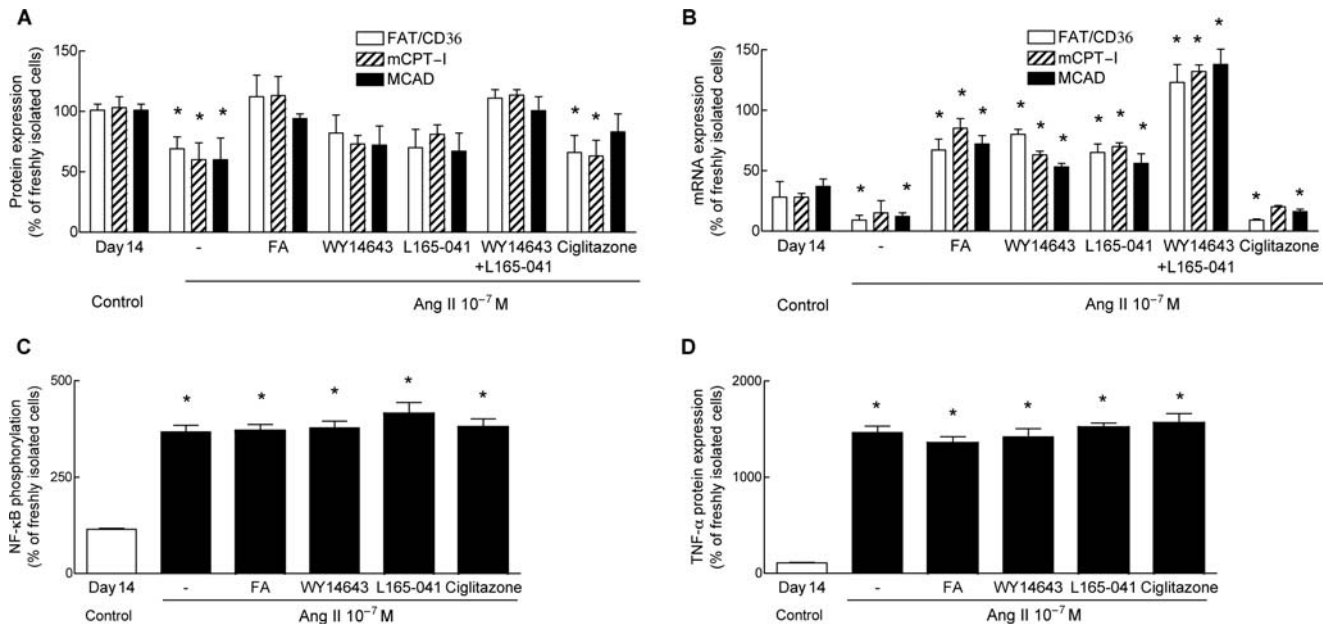 A
FAT/CD36
mCPT-I
MCAD
Protein expression
(% of freshly isolated cells)
150
100
50
0
* * * * *
Day 14 - FA WY14643 L165-041 WY14643 Ciglitazone
+L165-041
Control Ang II 10⁻⁷ M
B
FAT/CD36
mCPT-I
MCAD
mRNA expression
(% of freshly isolated cells)
150
100
50
0
* * * * * * * * * * * * * * * *
Day 14 - FA WY14643 L165-041 WY14643 Ciglitazone
+L165-041
Control Ang II 10⁻⁷ M
C
NF-κB phosphorylation
(% of freshly isolated cells)
500
250
0
* * * * *
Day 14 - FA WY14643 L165-041 Ciglitazone
Control Ang II 10⁻⁷ M
D
TNF-α protein expression
(% of freshly isolated cells)
2000
1000
0
* * * * *
Day 14 - FA WY14643 L165-041 Ciglitazone
Control Ang II 10⁻⁷ M